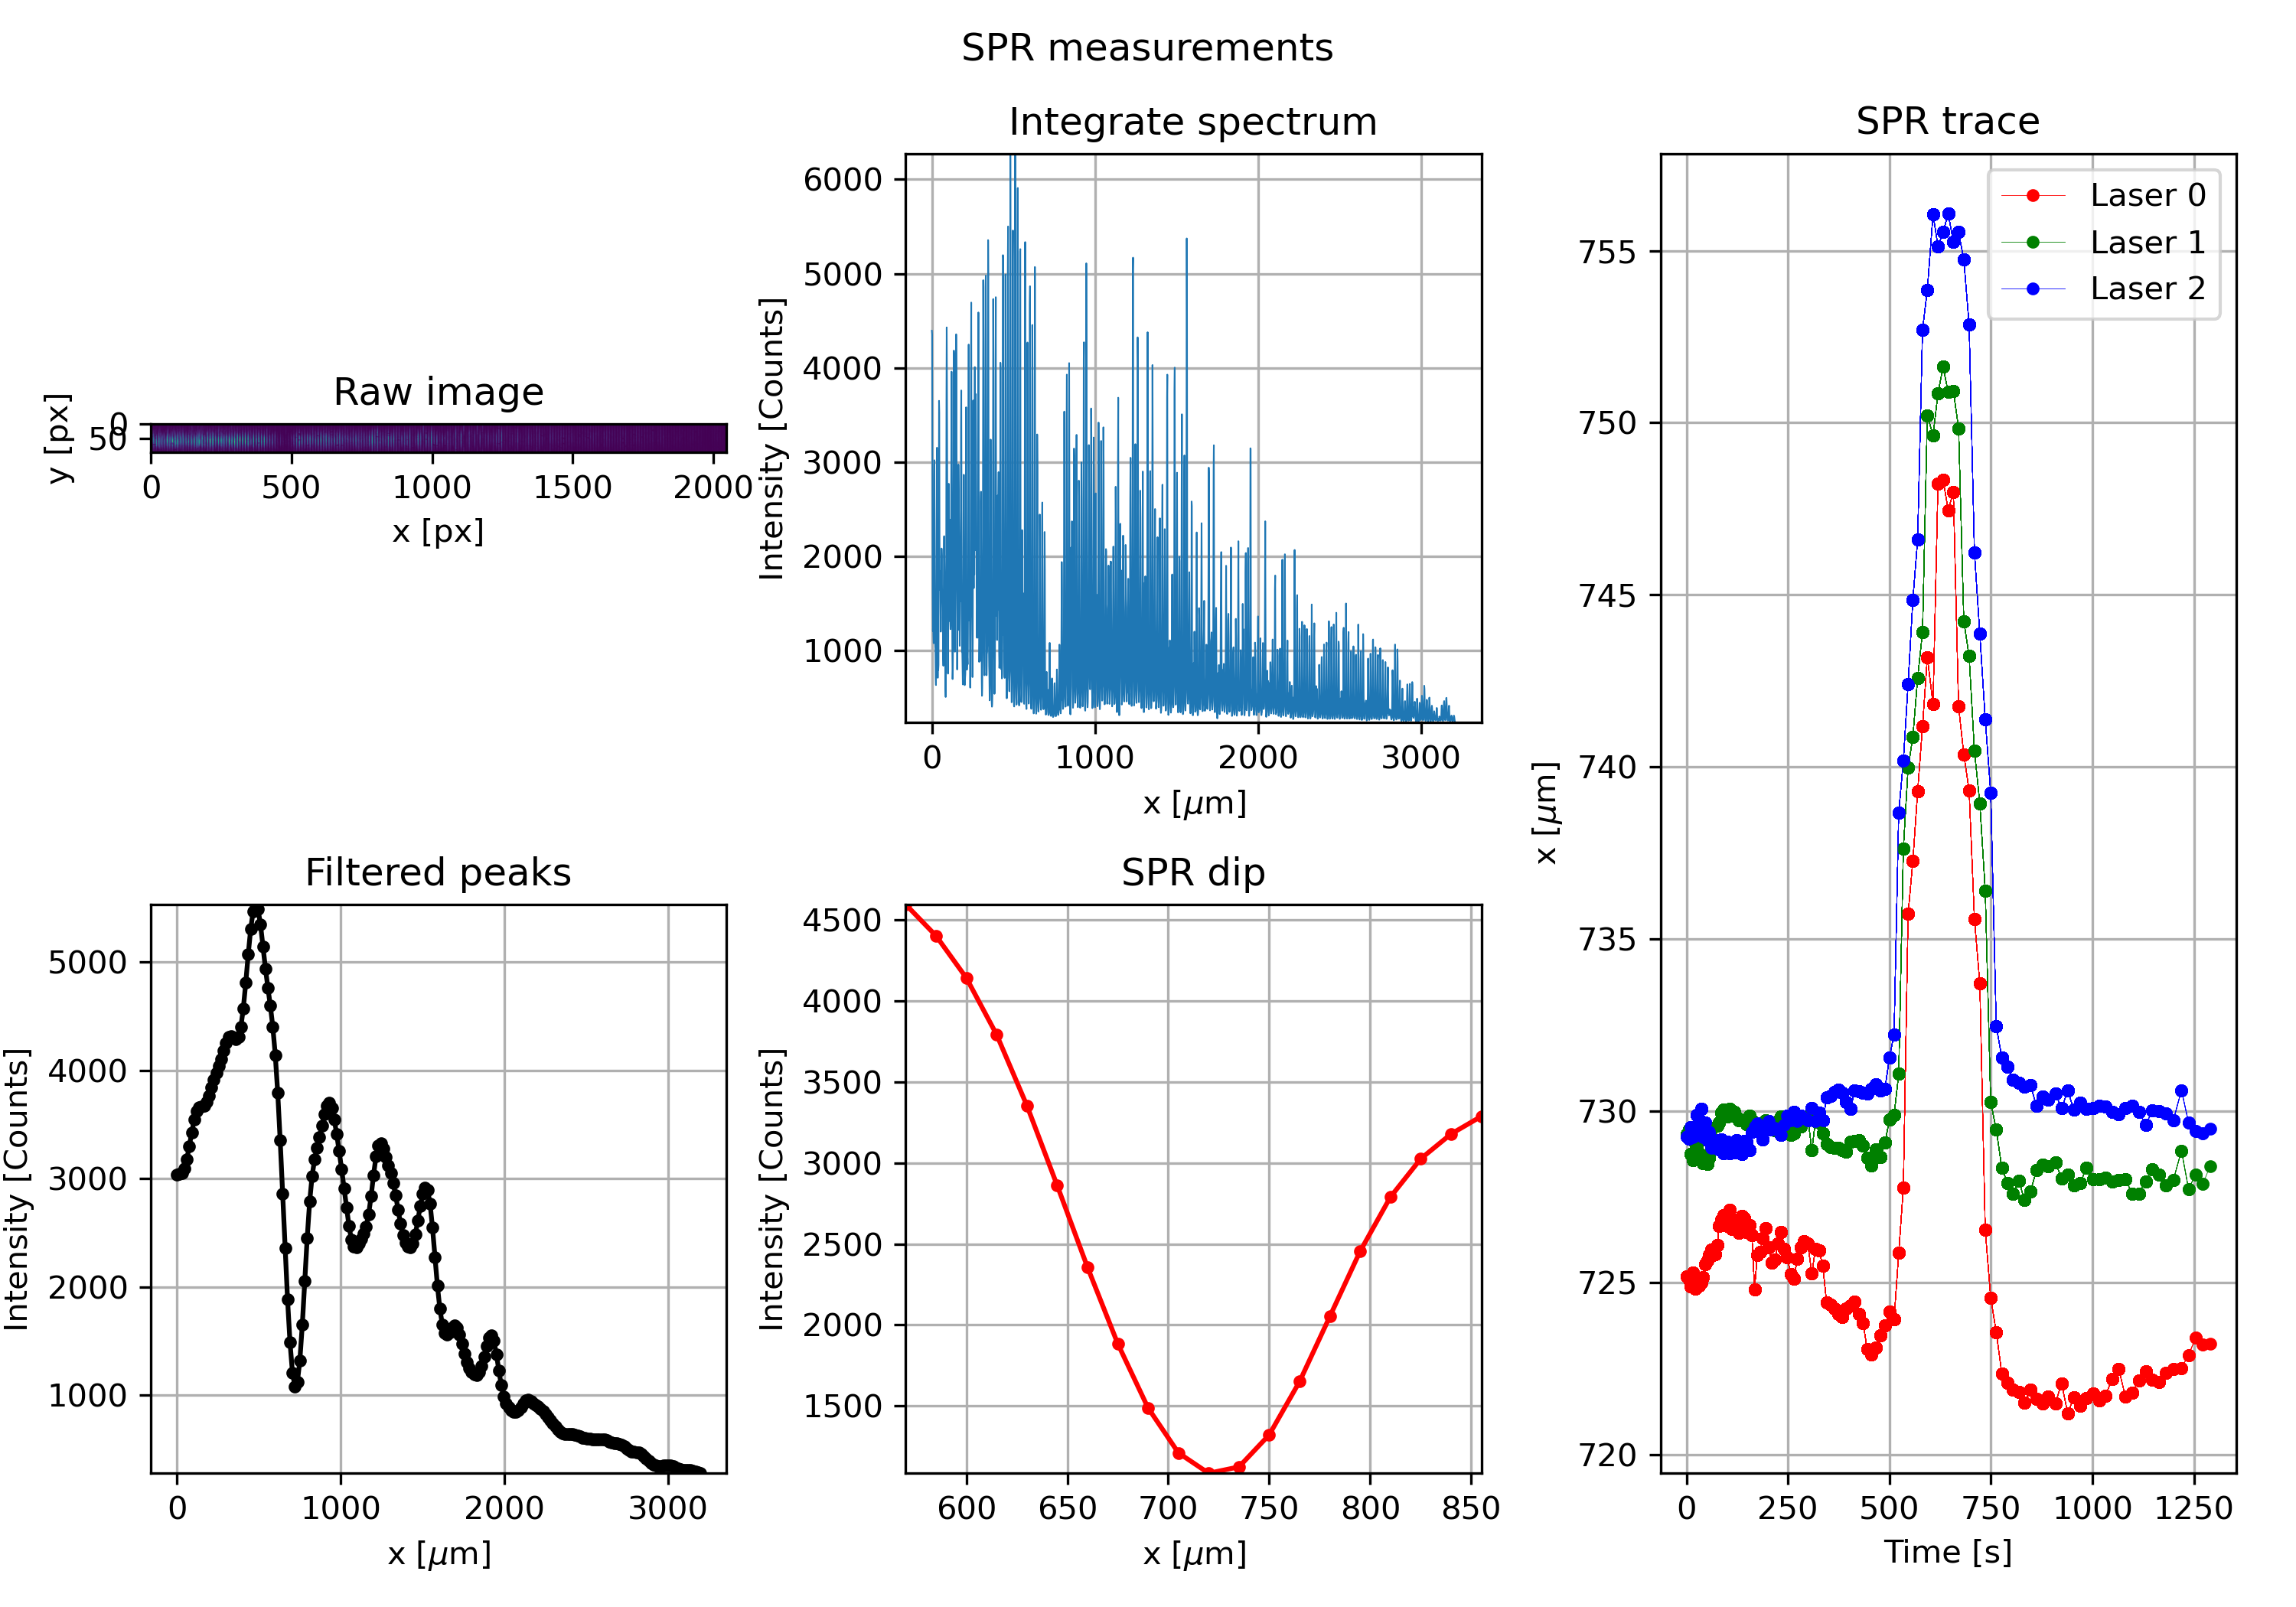 SPR measurements
Raw image
y [px]
0
50
0 500 1000 1500 2000
x [px]
Integrate spectrum
Intensity [Counts]
6000
5000
4000
3000
2000
1000
0 1000 2000 3000
x [μm]
SPR trace
Laser 0
Laser 1
Laser 2
x [μm]
755
750
745
740
735
730
725
720
0 250 500 750 1000 1250
Time [s]
Filtered peaks
Intensity [Counts]
5000
4000
3000
2000
1000
0 1000 2000 3000
x [μm]
SPR dip
Intensity [Counts]
4500
4000
3500
3000
2500
2000
1500
600 650 700 750 800 850
x [μm]